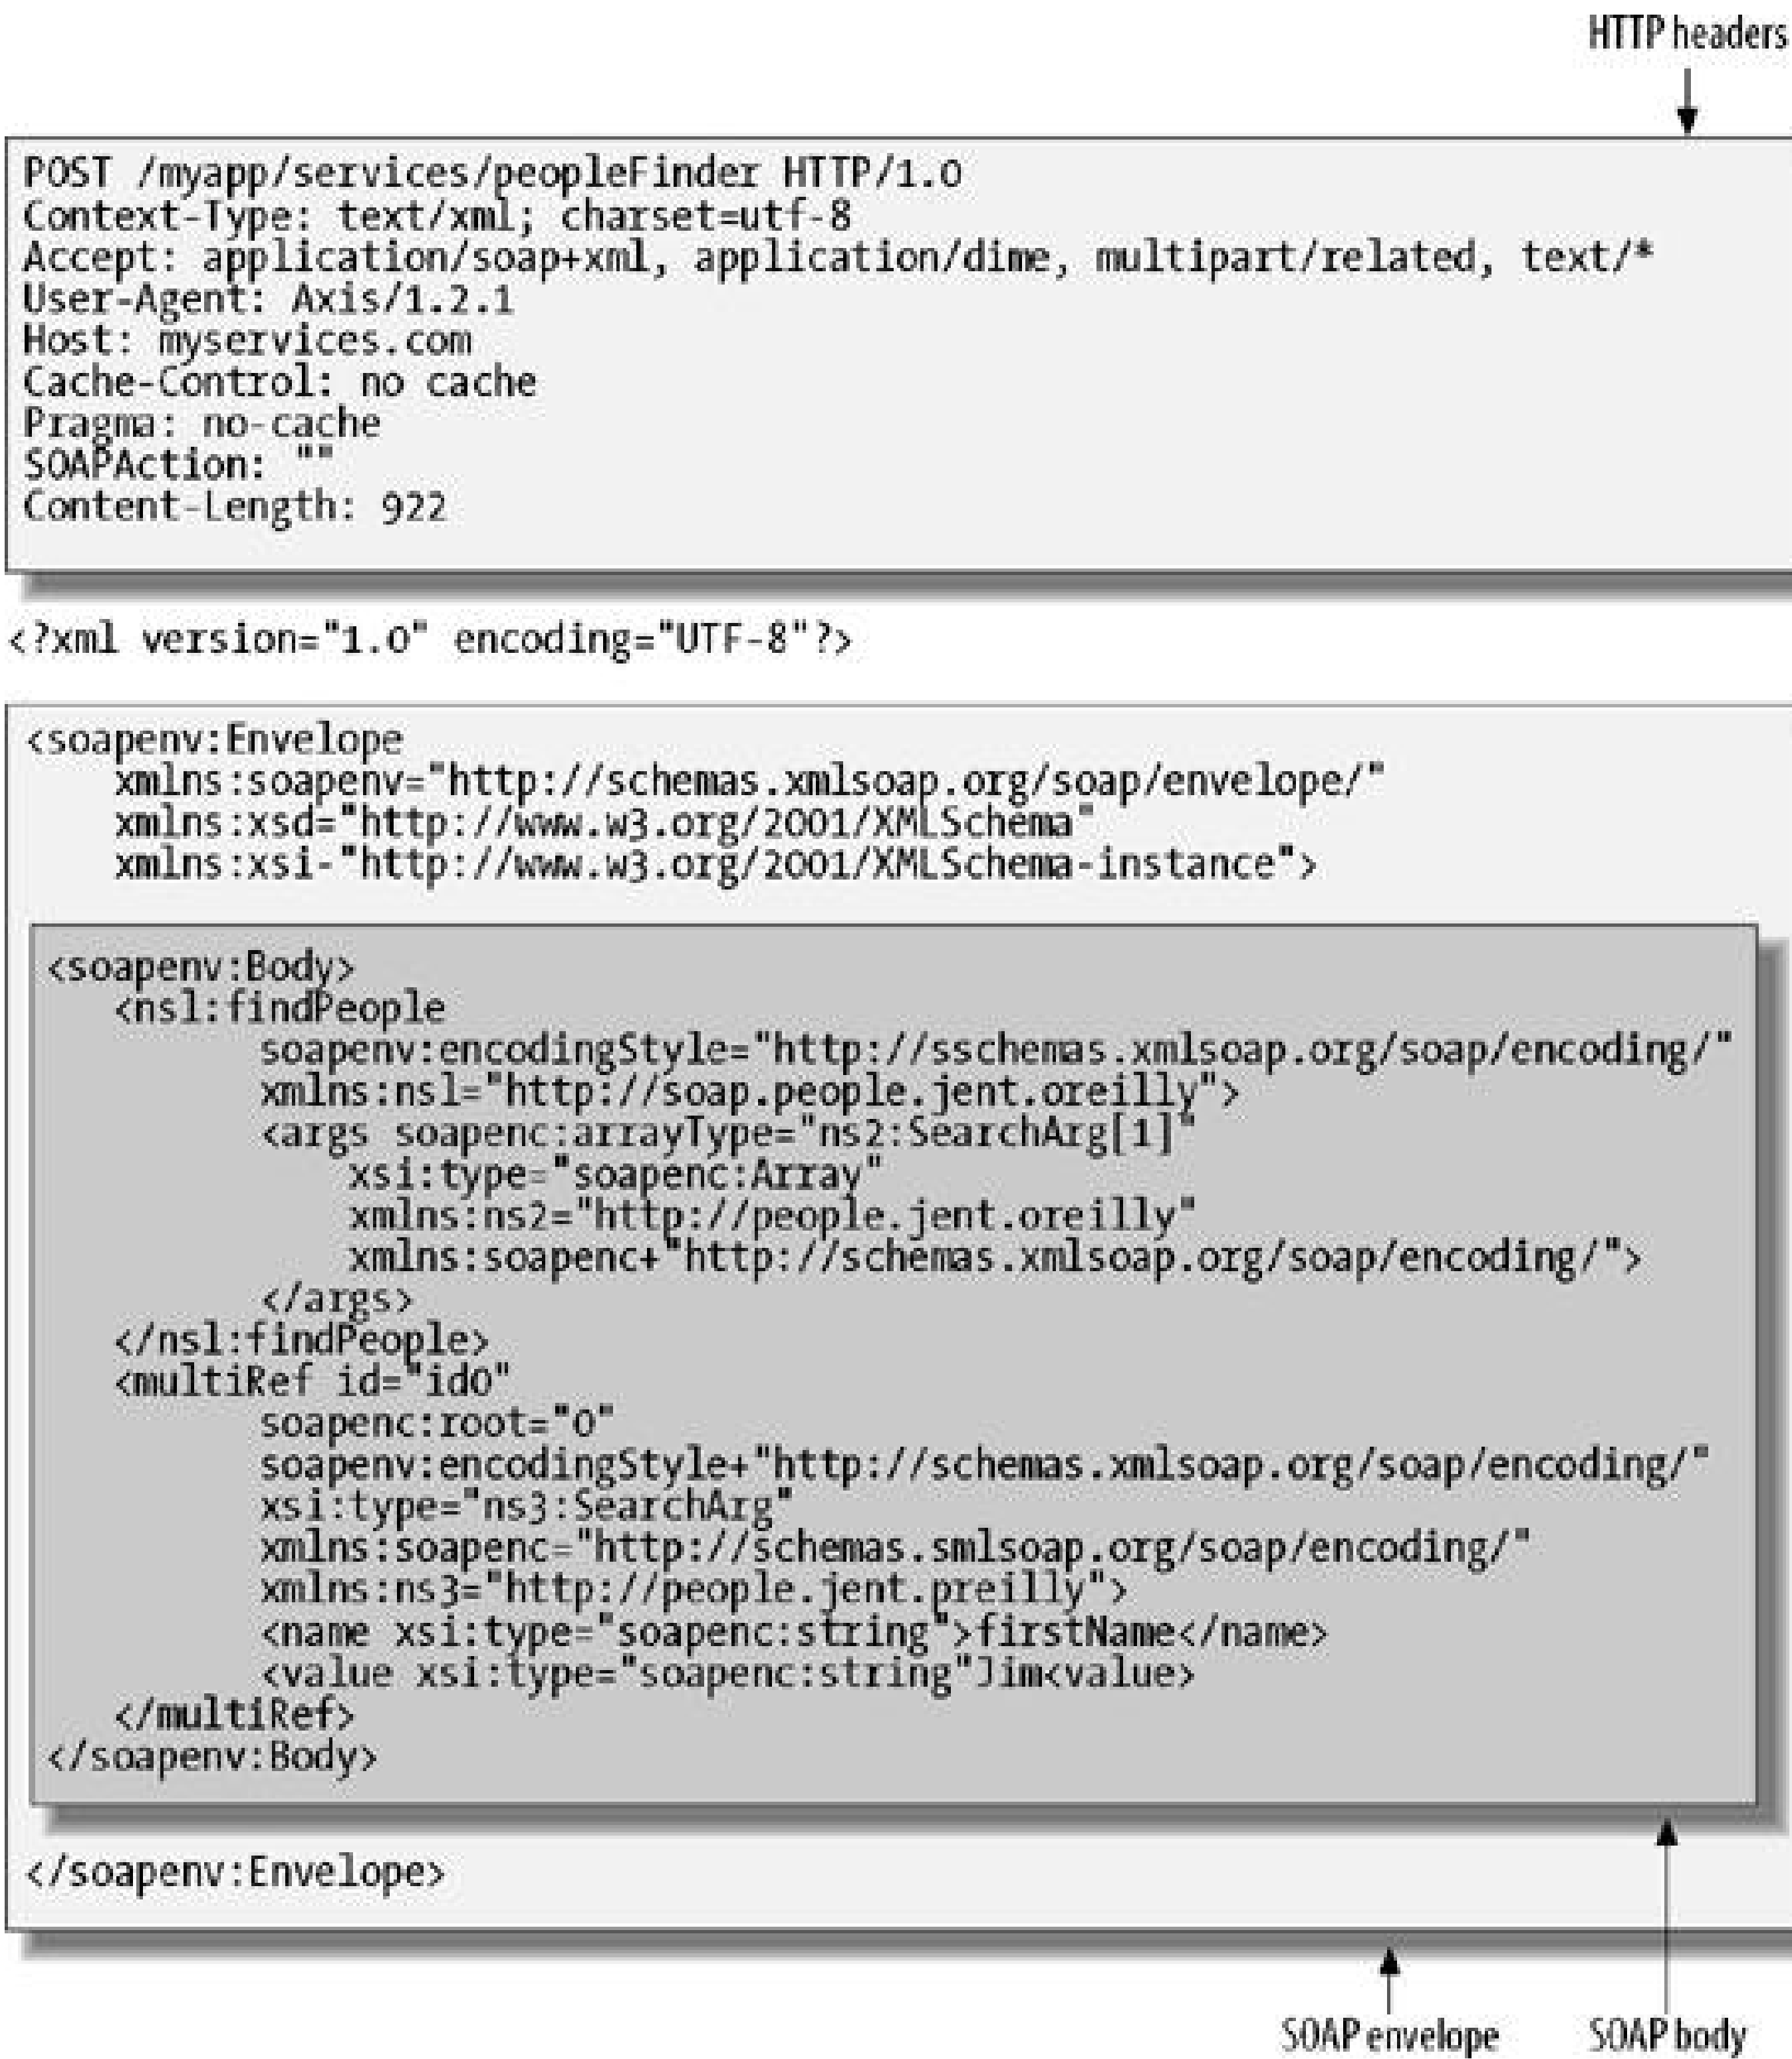 HTTP headers
POST /myapp/services/peopleFinder HTTP/1.0
Context-Type: text/xml; charset=utf-8
Accept: application/soap+xml, application/dime, multipart/related, text/*
User-Agent: Axis/1.2.1
Host: myservices.com
Cache-Control: no cache
Pragma: no-cache
SOAPAction: ""
Content-Length: 922
<?xml version="1.0" encoding="UTF-8"?>
<soapenv:Envelope
xmlns:soapenv="http://schemas.xmlsoap.org/soap/envelope/"
xmlns:xsd="http://www.w3.org/2001/XMLSchema"
xmlns:xsi-"http://www.w3.org/2001/XMLSchema-instance">
<soapenv:Body>
<nsl:findPeople
soapenv:encodingStyle="http://sschemas.xmlsoap.org/soap/encoding/"
xmlns:nsl="http://soap.people.jent.oreilly">
<args soapenc:arrayType="ns2:SearchArg[1]"
xsi:type="soapenc:Array"
xmlns:ns2="http://people.jent.oreilly"
xmlns:soapenc+"http://schemas.xmlsoap.org/soap/encoding/">
</args>
</nsl:findPeople>
<multiRef id="id0"
soapenc:root="0"
soapenv:encodingStyle+"http://schemas.xmlsoap.org/soap/encoding/"
xsi:type="ns3:SearchArg"
xmlns:soapenc="http://schemas.smlsoap.org/soap/encoding/"
xmlns:ns3="http://people.jent.preilly">
<name xsi:type="soapenc:string">firstName</name>
<value xsi:type="soapenc:string"Jim<value>
</multiRef>
</soapenv:Body>
</soapenv:Envelope>
SOAP envelope
SOAP body